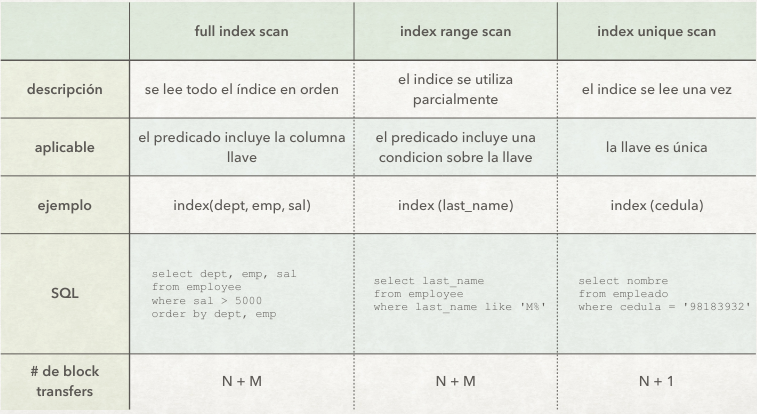 full index scan
index range scan
index unique scan
descripción
se lee todo el índice en orden
el indice se utiliza
parcialmente
el indice se lee una vez
aplicable
el predicado incluye la columna
llave
el predicado incluye una
condicion sobre la llave
la llave es única
ejemplo
index(dept, emp, sal)
index (last_name)
index (cedula)
SQL
select dept, emp, sal
from employee
where sal > 5000
order by dept, emp
select last_name
from employee
where last_name like 'M%'
select nombre
from empleado
where cedula = '98183932'
# de block
transfers
N + M
N + M
N + 1